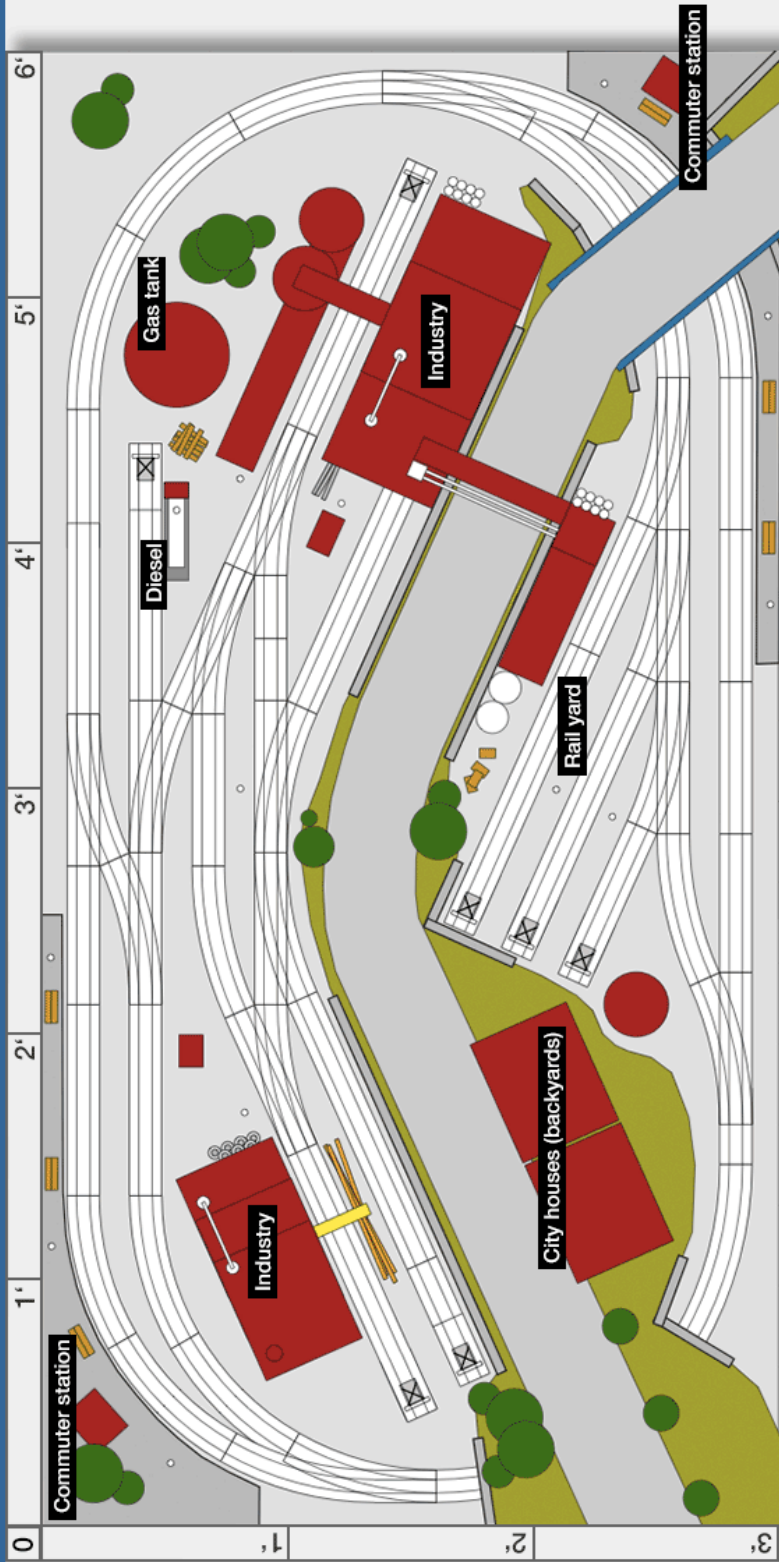 0
1'
2'
3'
4'
5'
6'
Commuter station
Diesel
Gas tank
1'
Industry
Industry
2'
City houses (backyards)
Rail yard
Commuter station
3'